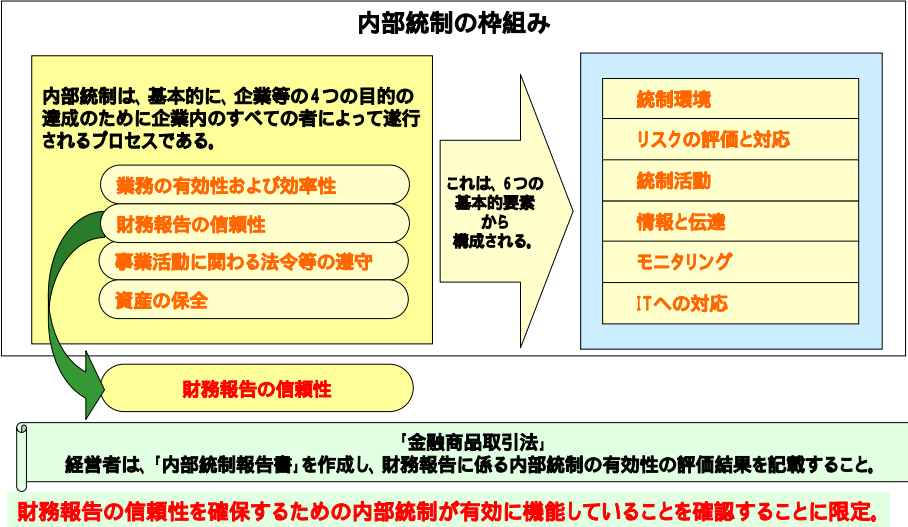 内部統制の枠組み
内部統制は、基本的に、企業等の4つの目的の
達成のために企業内のすべての者によって遂行
されるプロセスである。
業務の有効性および効率性
財務報告の信頼性
事業活動に関わる法令等の遵守
資産の保全
これは、6つの
基本的要素
から
構成される。
統制環境
リスクの評価と対応
統制活動
情報と伝達
モニタリング
ITへの対応
財務報告の信頼性
「金融商品取引法」
経営者は、「内部統制報告書」を作成し、財務報告に係る内部統制の有効性の評価結果を記載すること。
財務報告の信頼性を確保するための内部統制が有効に機能していることを確認することに限定。